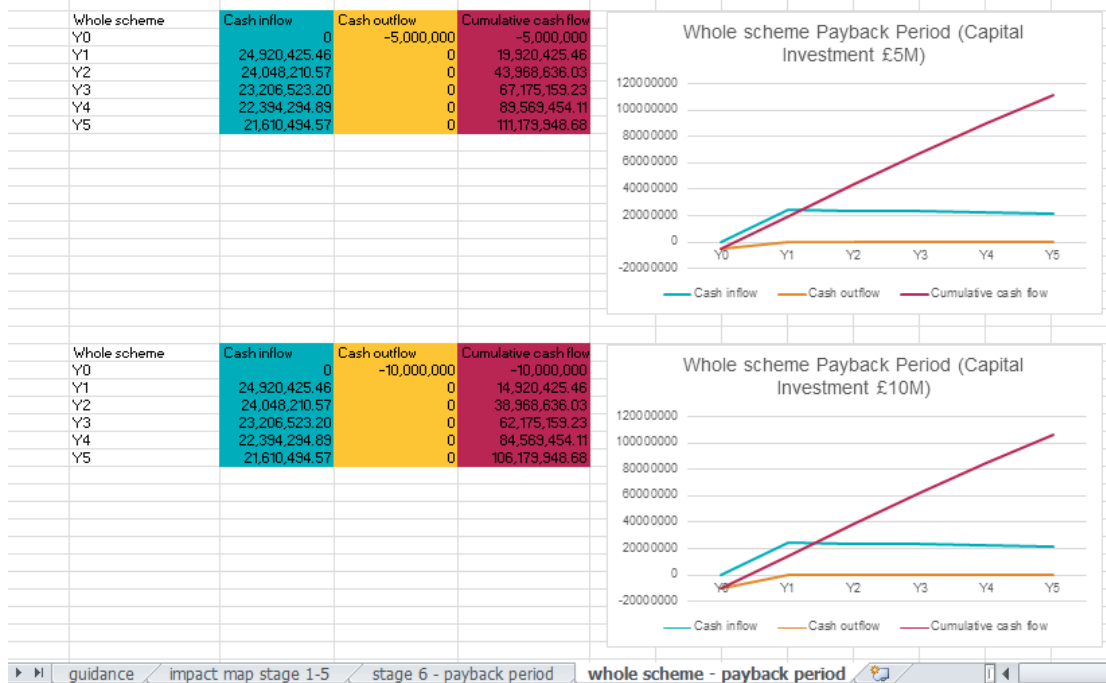 Whole scheme Cash inflow Cash outflow Cumulative cash flow
Y0 0 -5,000,000 -5,000,000
Y1 24,920,425.46 0 19,920,425.46
Y2 24,048,210.57 0 43,968,636.03
Y3 23,206,523.20 0 67,175,159.23
Y4 22,394,294.89 0 89,569,454.11
Y5 21,610,494.57 0 111,179,948.68
Whole scheme Payback Period (Capital
Investment £5M)
120000000
100000000
80000000
60000000
40000000
20000000
0
-20000000
Y0 Y1 Y2 Y3 Y4 Y5
Cash inflow Cash outflow Cumulative cash flow
Whole scheme Cash inflow Cash outflow Cumulative cash flow
Y0 0 -10,000,000 -10,000,000
Y1 24,920,425.46 0 14,920,425.46
Y2 24,048,210.57 0 38,968,636.03
Y3 23,206,523.20 0 62,175,159.23
Y4 22,394,294.89 0 84,569,454.11
Y5 21,610,494.57 0 106,179,948.68
Whole scheme Payback Period (Capital
Investment £10M)
120000000
100000000
80000000
60000000
40000000
20000000
0
-20000000
Y0 Y1 Y2 Y3 Y4 Y5
Cash inflow Cash outflow Cumulative cash flow
guidance impact map stage 1-5 stage 6 - payback period whole scheme - payback period